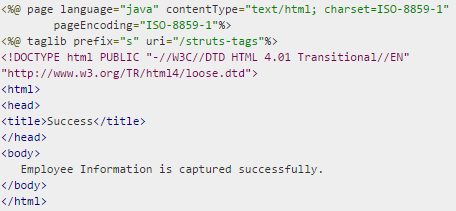 <%@ page language="java" contentType="text/html; charset=ISO-8859-1"
pageEncoding="ISO-8859-1"%>
<%@ taglib prefix="s" uri="/struts-tags"%>
<!DOCTYPE html PUBLIC "-//W3C//DTD HTML 4.01 Transitional//EN"
"http://www.w3.org/TR/html4/loose.dtd">
<html>
<head>
<title>Success</title>
</head>
<body>
Employee Information is captured successfully.
</body>
</html>